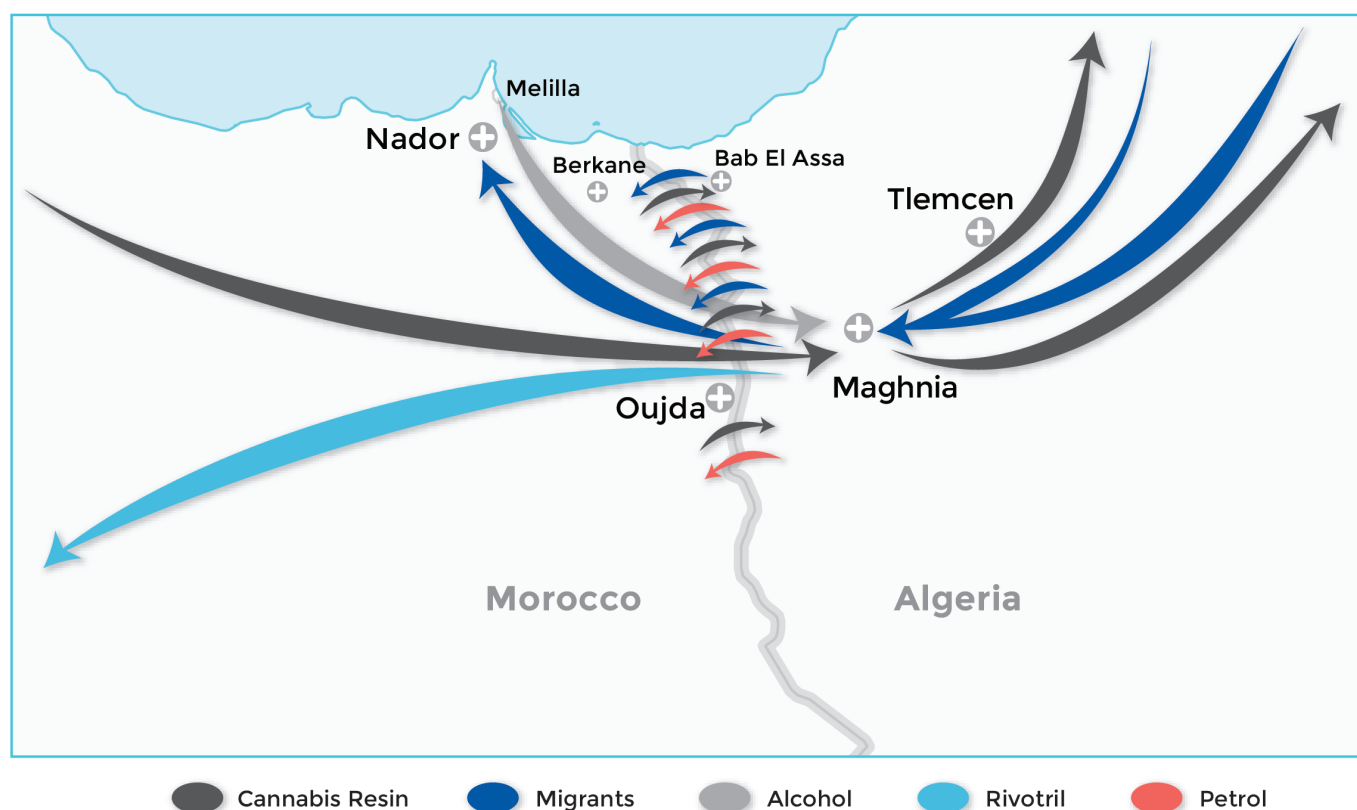 Melilla
Nador
Berkane
Bab El Assa
Tlemcen
Maghnia
Oujda
Morocco
Algeria
Cannabis Resin
Migrants
Alcohol
Rivotril
Petrol